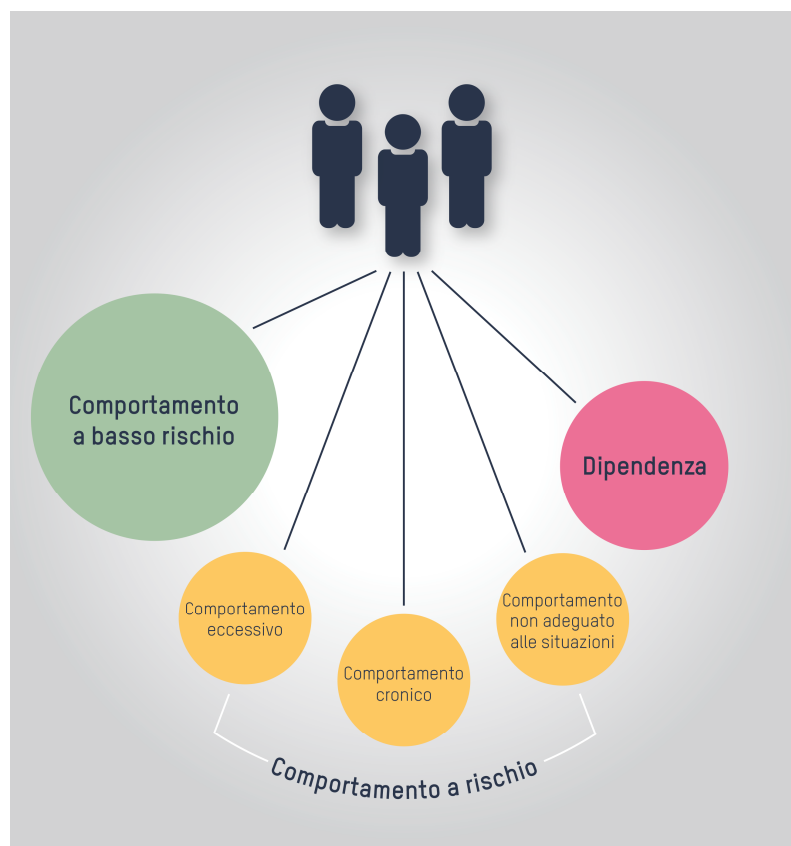 Comportamento
a basso rischio
Dipendenza
Comportamento
eccessivo
Comportamento
cronico
Comportamento
non adeguato
alle situazioni
Comportamento a rischio